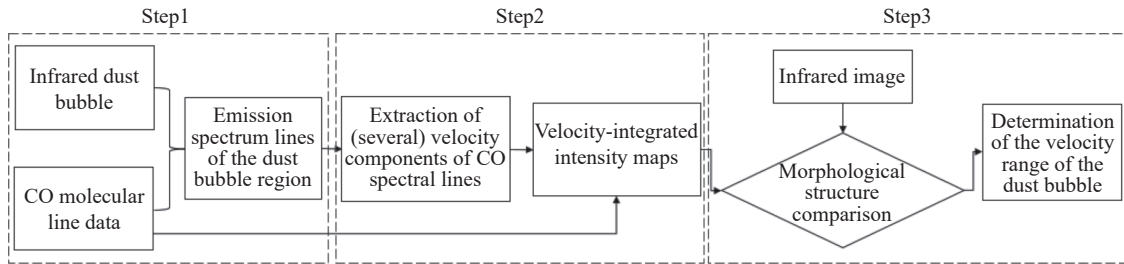 Step1
Step2
Step3
Infrared dust
bubble
CO molecular
line data
Emission
spectrum lines
of the dust
bubble region
Extraction of
(several) velocity
components of CO
spectral lines
Velocity-integrated
intensity maps
Infrared image
Morphological
structure
comparison
Determination of
of the velocity
range of the
dust bubble